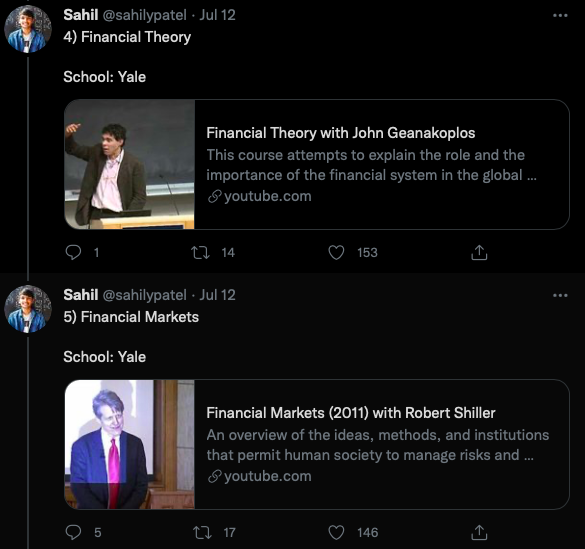 Sahil @sahilypatel · Jul 12
4) Financial Theory
School: Yale
Financial Theory with John Geanakoplos
This course attempts to explain the role and the
importance of the financial system in the global ...
youtube.com
1 14 153
Sahil @sahilypatel · Jul 12
5) Financial Markets
School: Yale
Financial Markets (2011) with Robert Shiller
An overview of the ideas, methods, and institutions
that permit human society to manage risks and ...
youtube.com
5 17 146